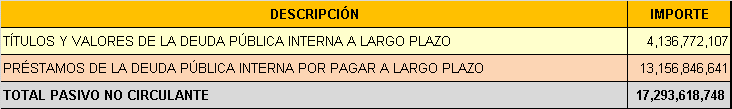 DESCRIPCIÓN IMPORTE
TÍTULOS Y VALORES DE LA DEUDA PÚBLICA INTERNA A LARGO PLAZO 4,136,772,107
PRÉSTAMOS DE LA DEUDA PÚBLICA INTERNA POR PAGAR A LARGO PLAZO 13,156,846,641
TOTAL PASIVO NO CIRCULANTE 17,293,618,748